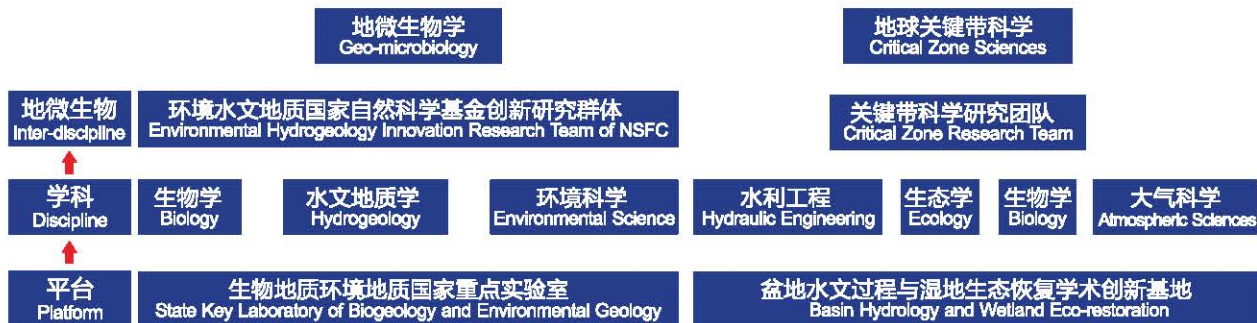 地微生物学
Geo-microbiology
地球关键带科学
Critical Zone Sciences
地微生物
Inter-discipline
环境水文地质国家自然科学基金创新研究群体
Environmental Hydrogeology Innovation Research Team of NSFC
关键带科学研究团队
Critical Zone Research Team
学科
Discipline
生物学
Biology
水文地质学
Hydrogeology
环境科学
Environmental Science
水利工程
Hydraulic Engineering
生态学
Ecology
生物学
Biology
大气科学
Atmospheric Sciences
平台
Platform
生物地质环境地质国家重点实验室
State Key Laboratory of Biogeology and Environmental Geology
盆地水文过程与湿地生态恢复学术创新基地
Basin Hydrology and Wetland Eco-restoration